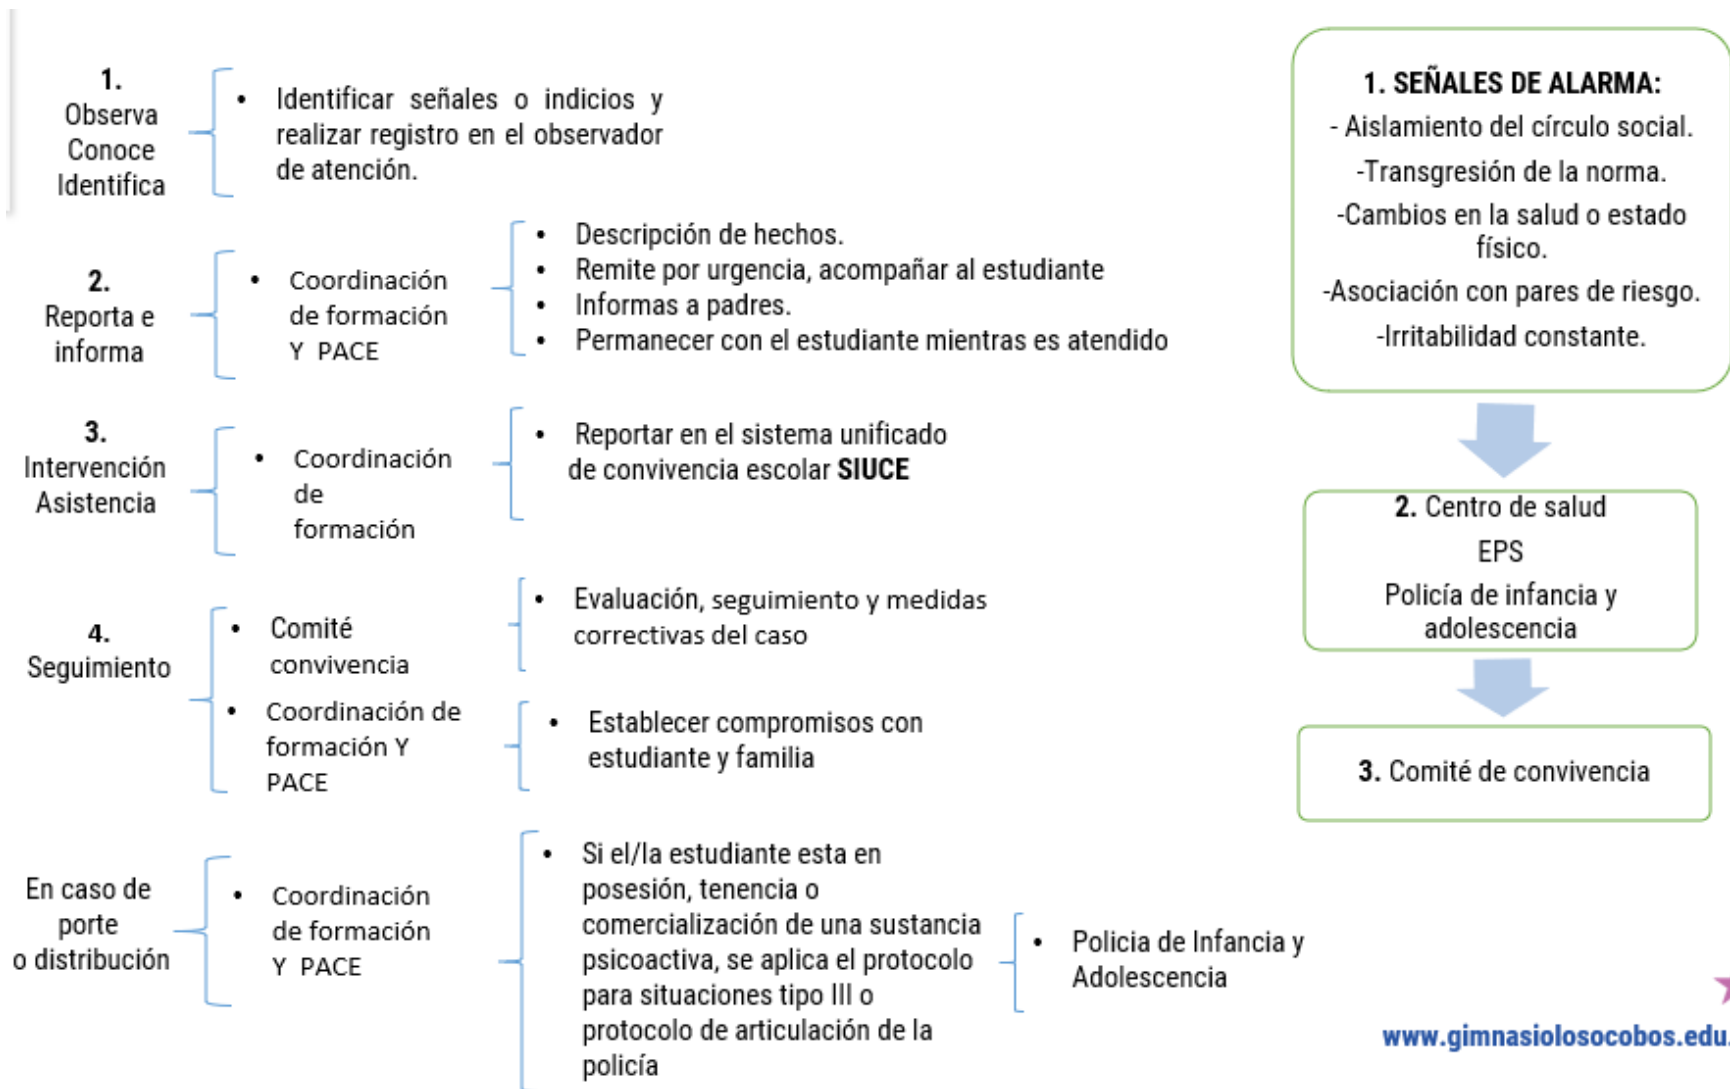 1.
Observa
Conoce
Identifica
• Identificar señales o indicios y
realizar registro en el observador
de atención.
2.
Reporta e
informa
• Coordinación
de formación
Y PACE
• Descripción de hechos.
• Remite por urgencia, acompañar al estudiante
• Informas a padres.
• Permanecer con el estudiante mientras es atendido
3.
Intervención
Asistencia
• Coordinación
de
formación
• Reportar en el sistema unificado
de convivencia escolar SIUCE
4.
Seguimiento
• Comité
convivencia
• Evaluación, seguimiento y medidas
correctivas del caso
• Coordinación de
formación Y
PACE
• Establecer compromisos con
estudiante y familia
En caso de
porte
o distribución
• Coordinación
de formación
Y PACE
• Si el/la estudiante esta en
posesión, tenencia o
comercialización de una sustancia
psicoactiva, se aplica el protocolo
para situaciones tipo III o
protocolo de articulación de la
policía
• Policia de Infancia y
Adolescencia
1. SEÑALES DE ALARMA:
- Aislamiento del círculo social.
-Transgresión de la norma.
-Cambios en la salud o estado
físico.
-Asociación con pares de riesgo.
-Irritabilidad constante.
2. Centro de salud
EPS
Policía de infancia y
adolescencia
3. Comité de convivencia
www.gimnasiolosocobos.edu.